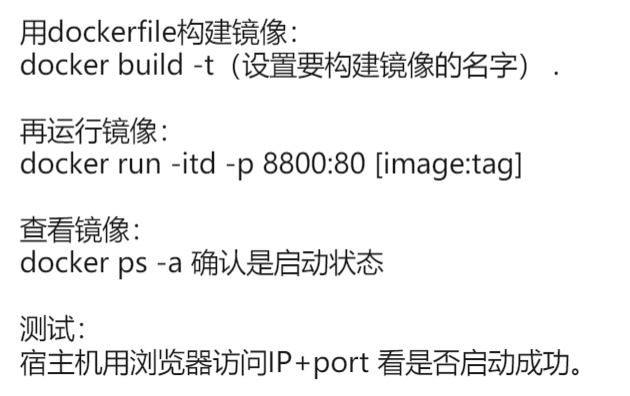 用dockerfile构建镜像：
docker build -t（设置要构建镜像的名字） .
再运行镜像：
docker run -itd -p 8800:80 [image:tag]
查看镜像：
docker ps -a 确认是启动状态
测试：
宿主机用浏览器访问IP+port 看是否启动成功。